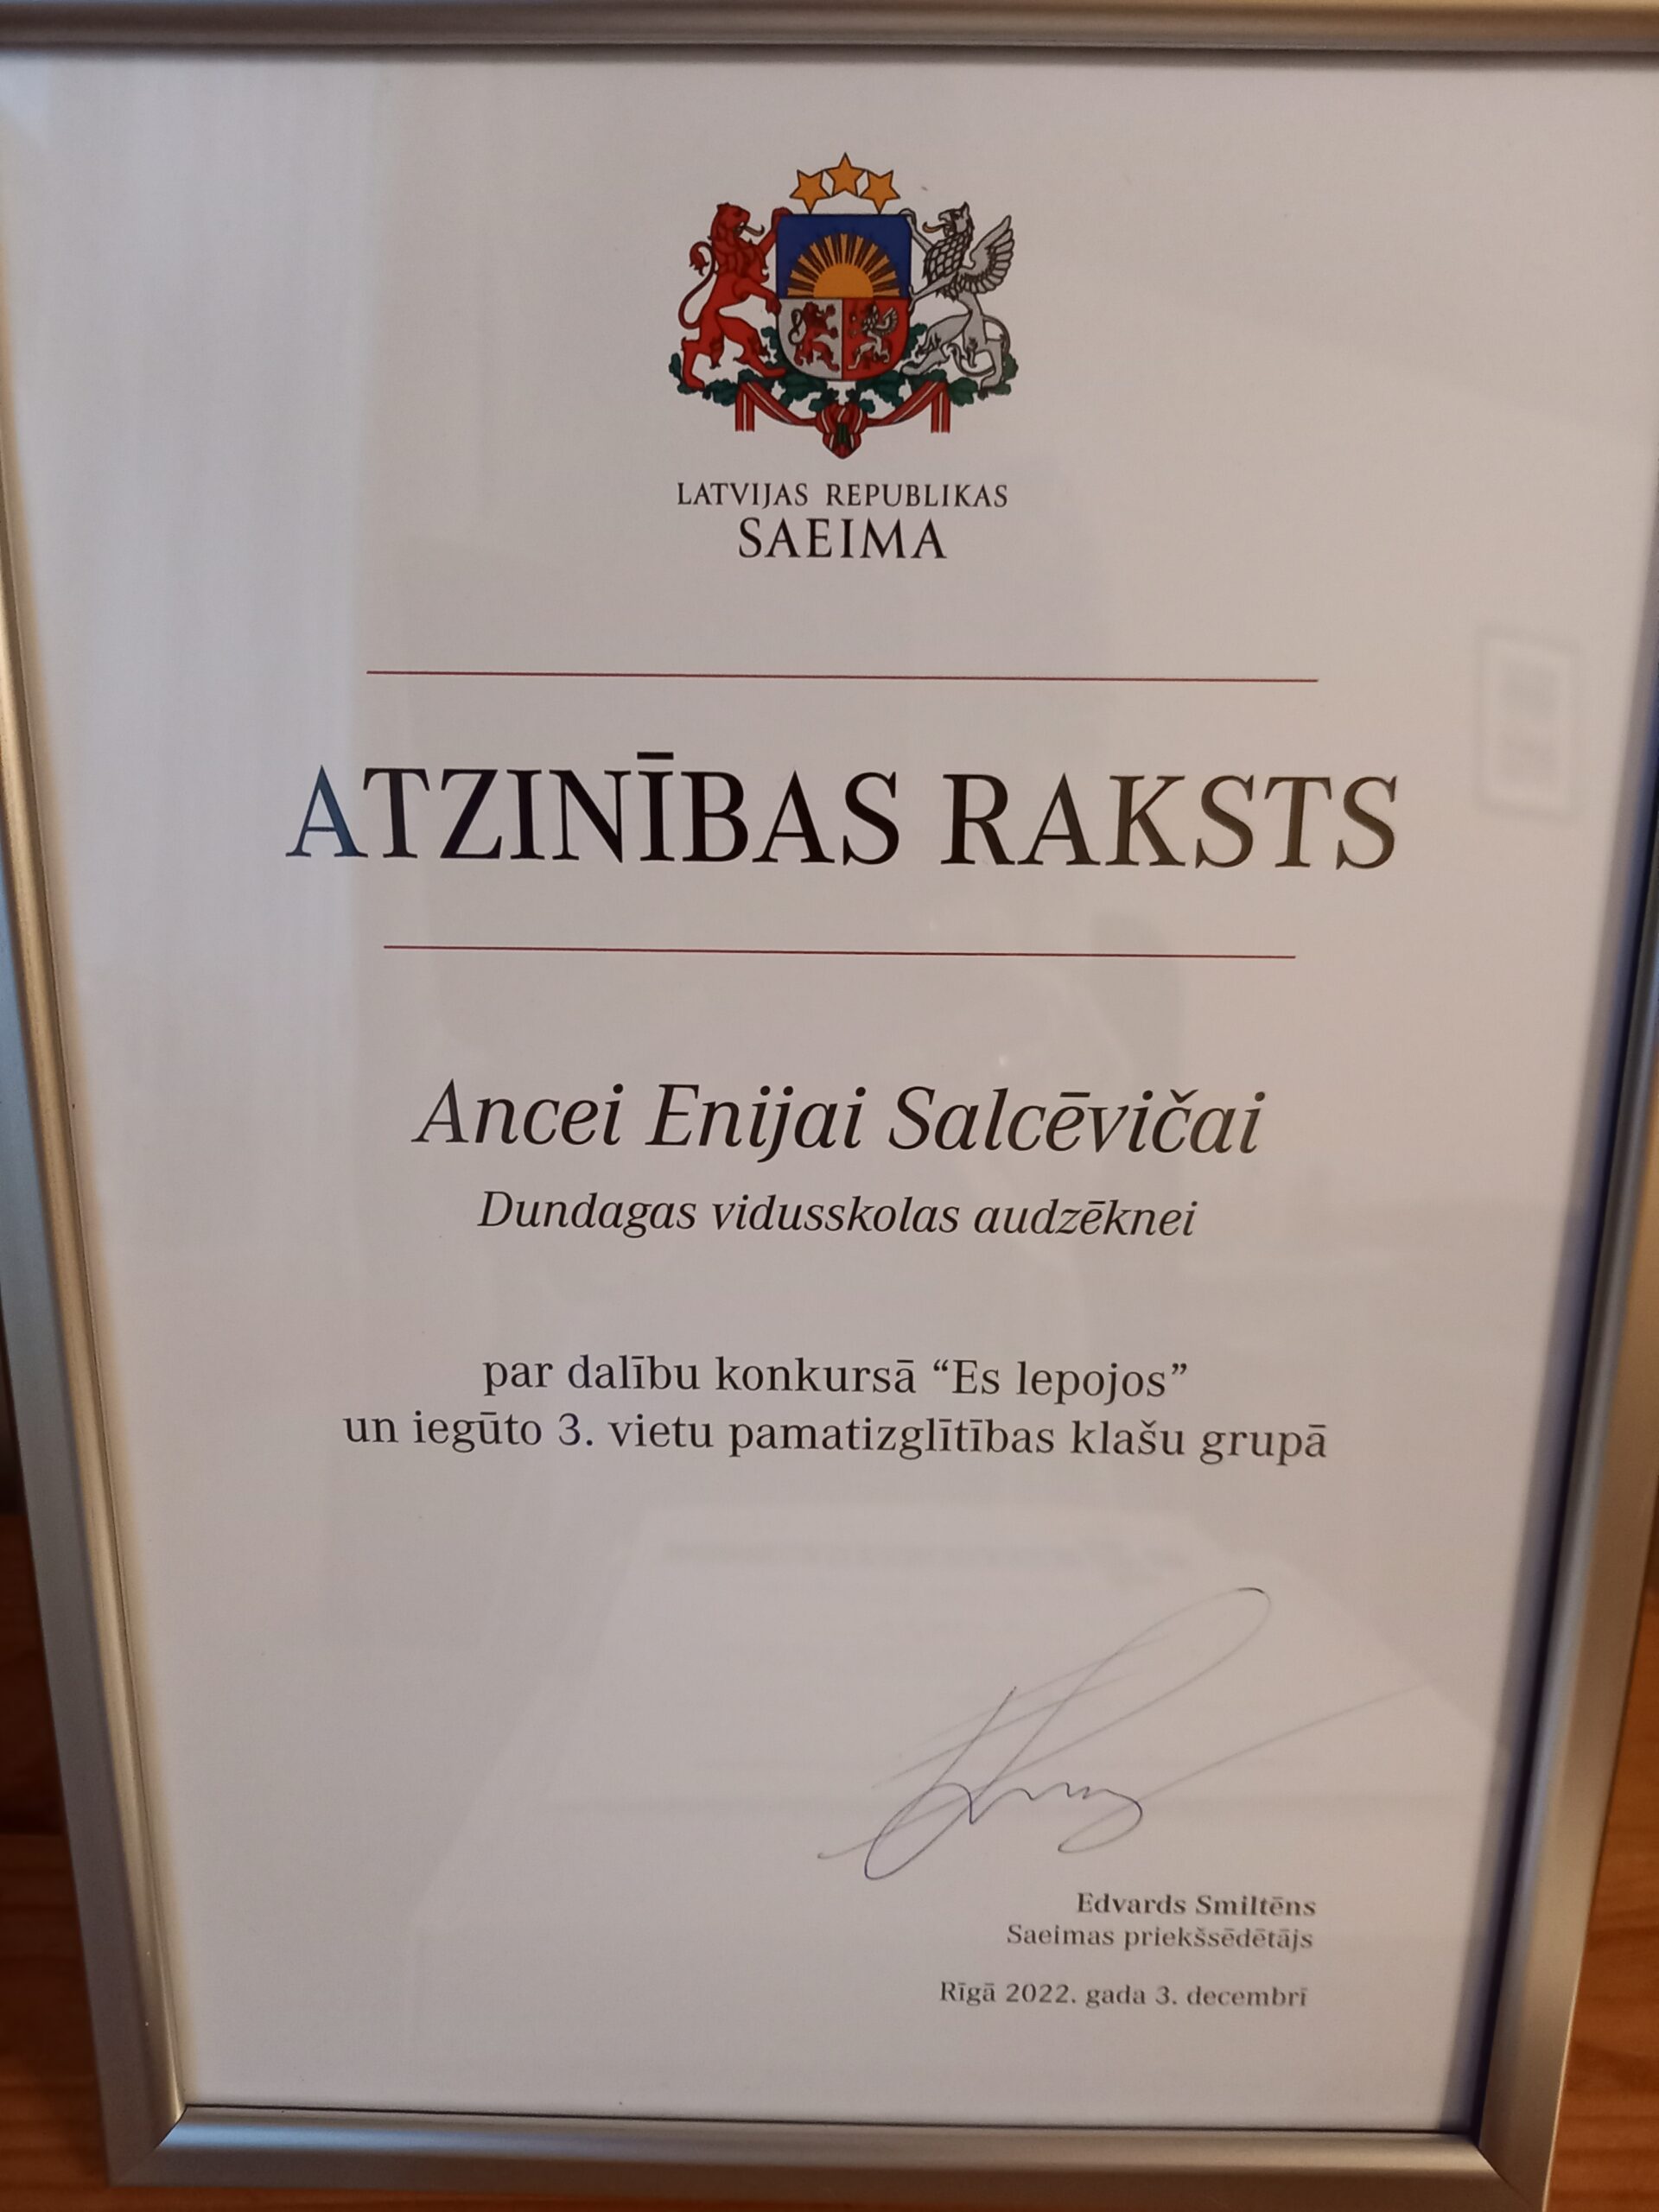 LATVIJAS REPUBLIKAS
SAEIMA
ATZINĪBAS RAKSTS
Ancei Enijai Salcēvičai
Dundagas vidusskolas audzēknei
par dalību konkursā “Es lepojos”
un iegūto 3. vietu pamatizglītības klašu grupā
Edvards Smiltēns
Saeimas priekšsēdētājs
Rīgā 2022. gada 3. decembrī